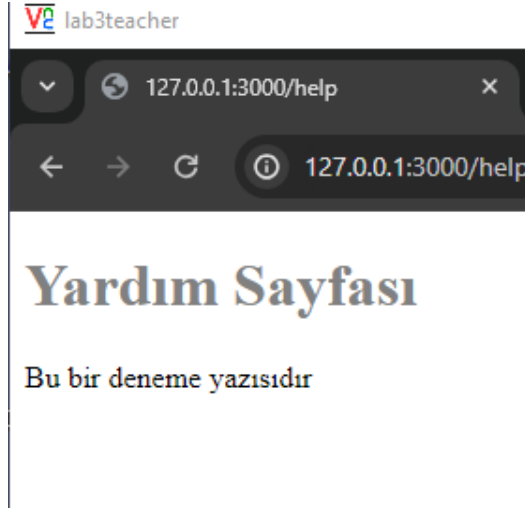 lab3teacher
127.0.0.1:3000/help
127.0.0.1:3000/help
Yardım Sayfası
Bu bir deneme yazısıdır